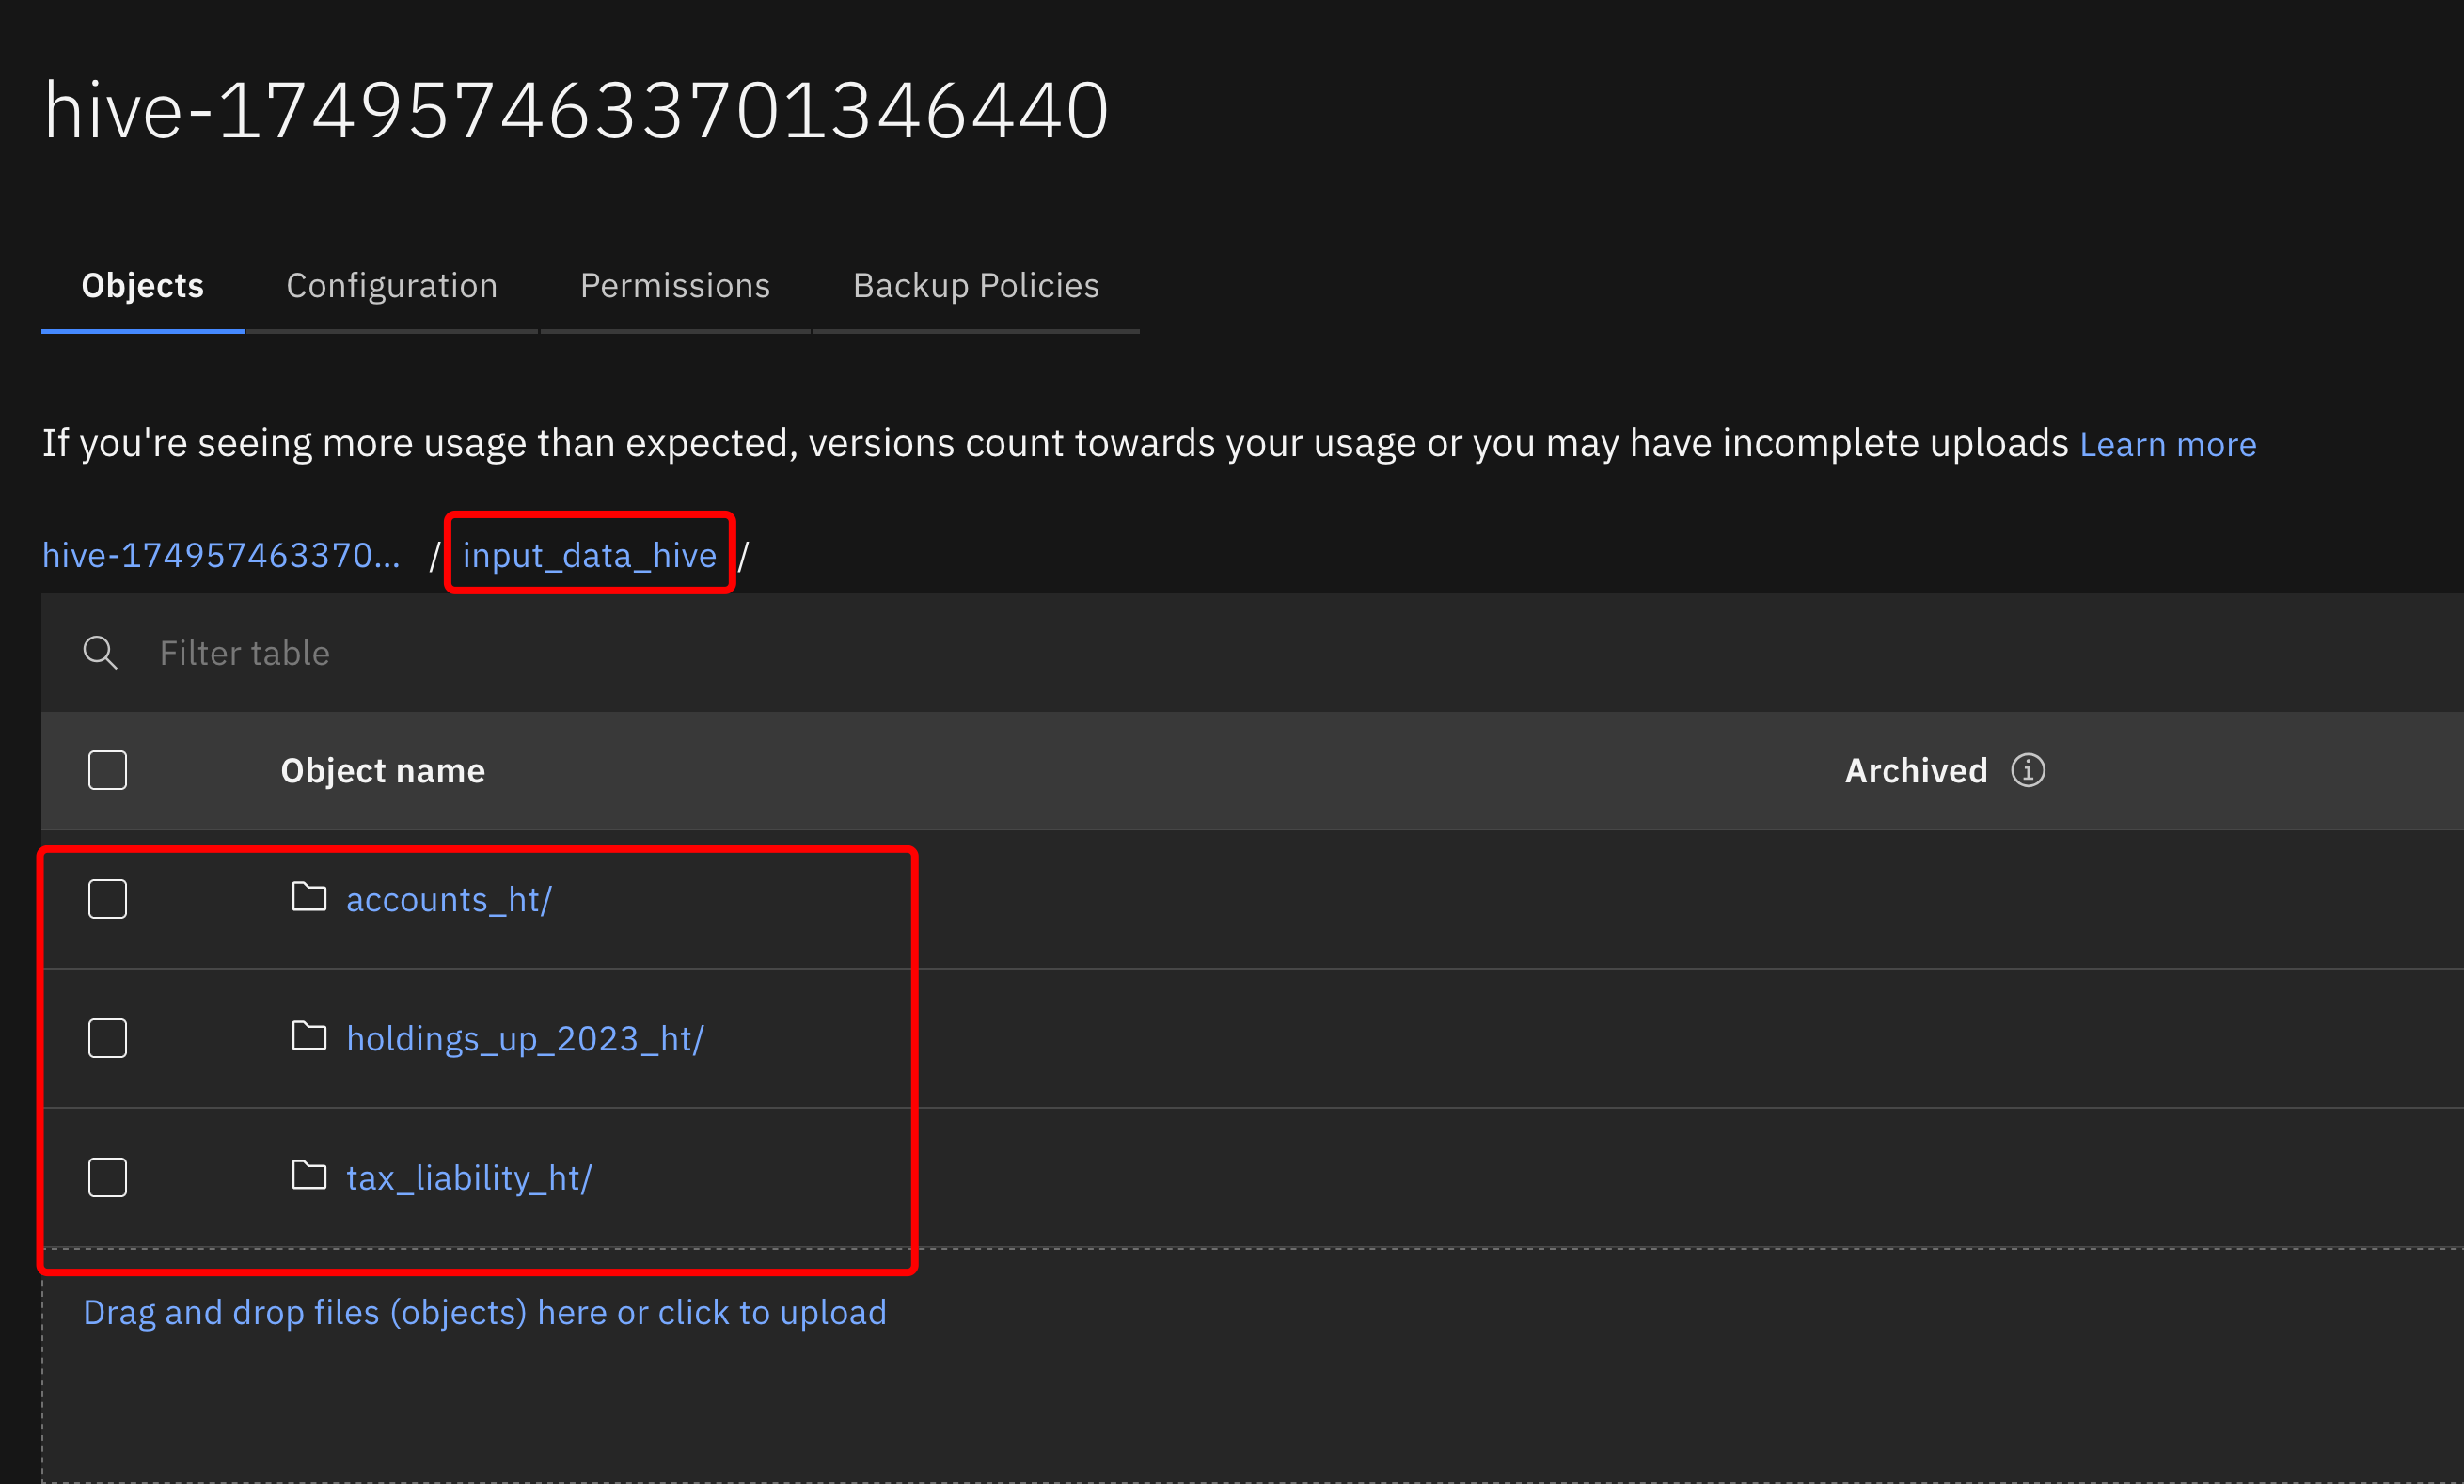 hive-1749574633701346440
Objects Configuration Permissions Backup Policies
If you're seeing more usage than expected, versions count towards your usage or you may have incomplete uploads Learn more
hive-174957463370... / input_data_hive /
Filter table
Object name Archived
accounts_ht/
holdings_up_2023_ht/
tax_liability_ht/
Drag and drop files (objects) here or click to upload